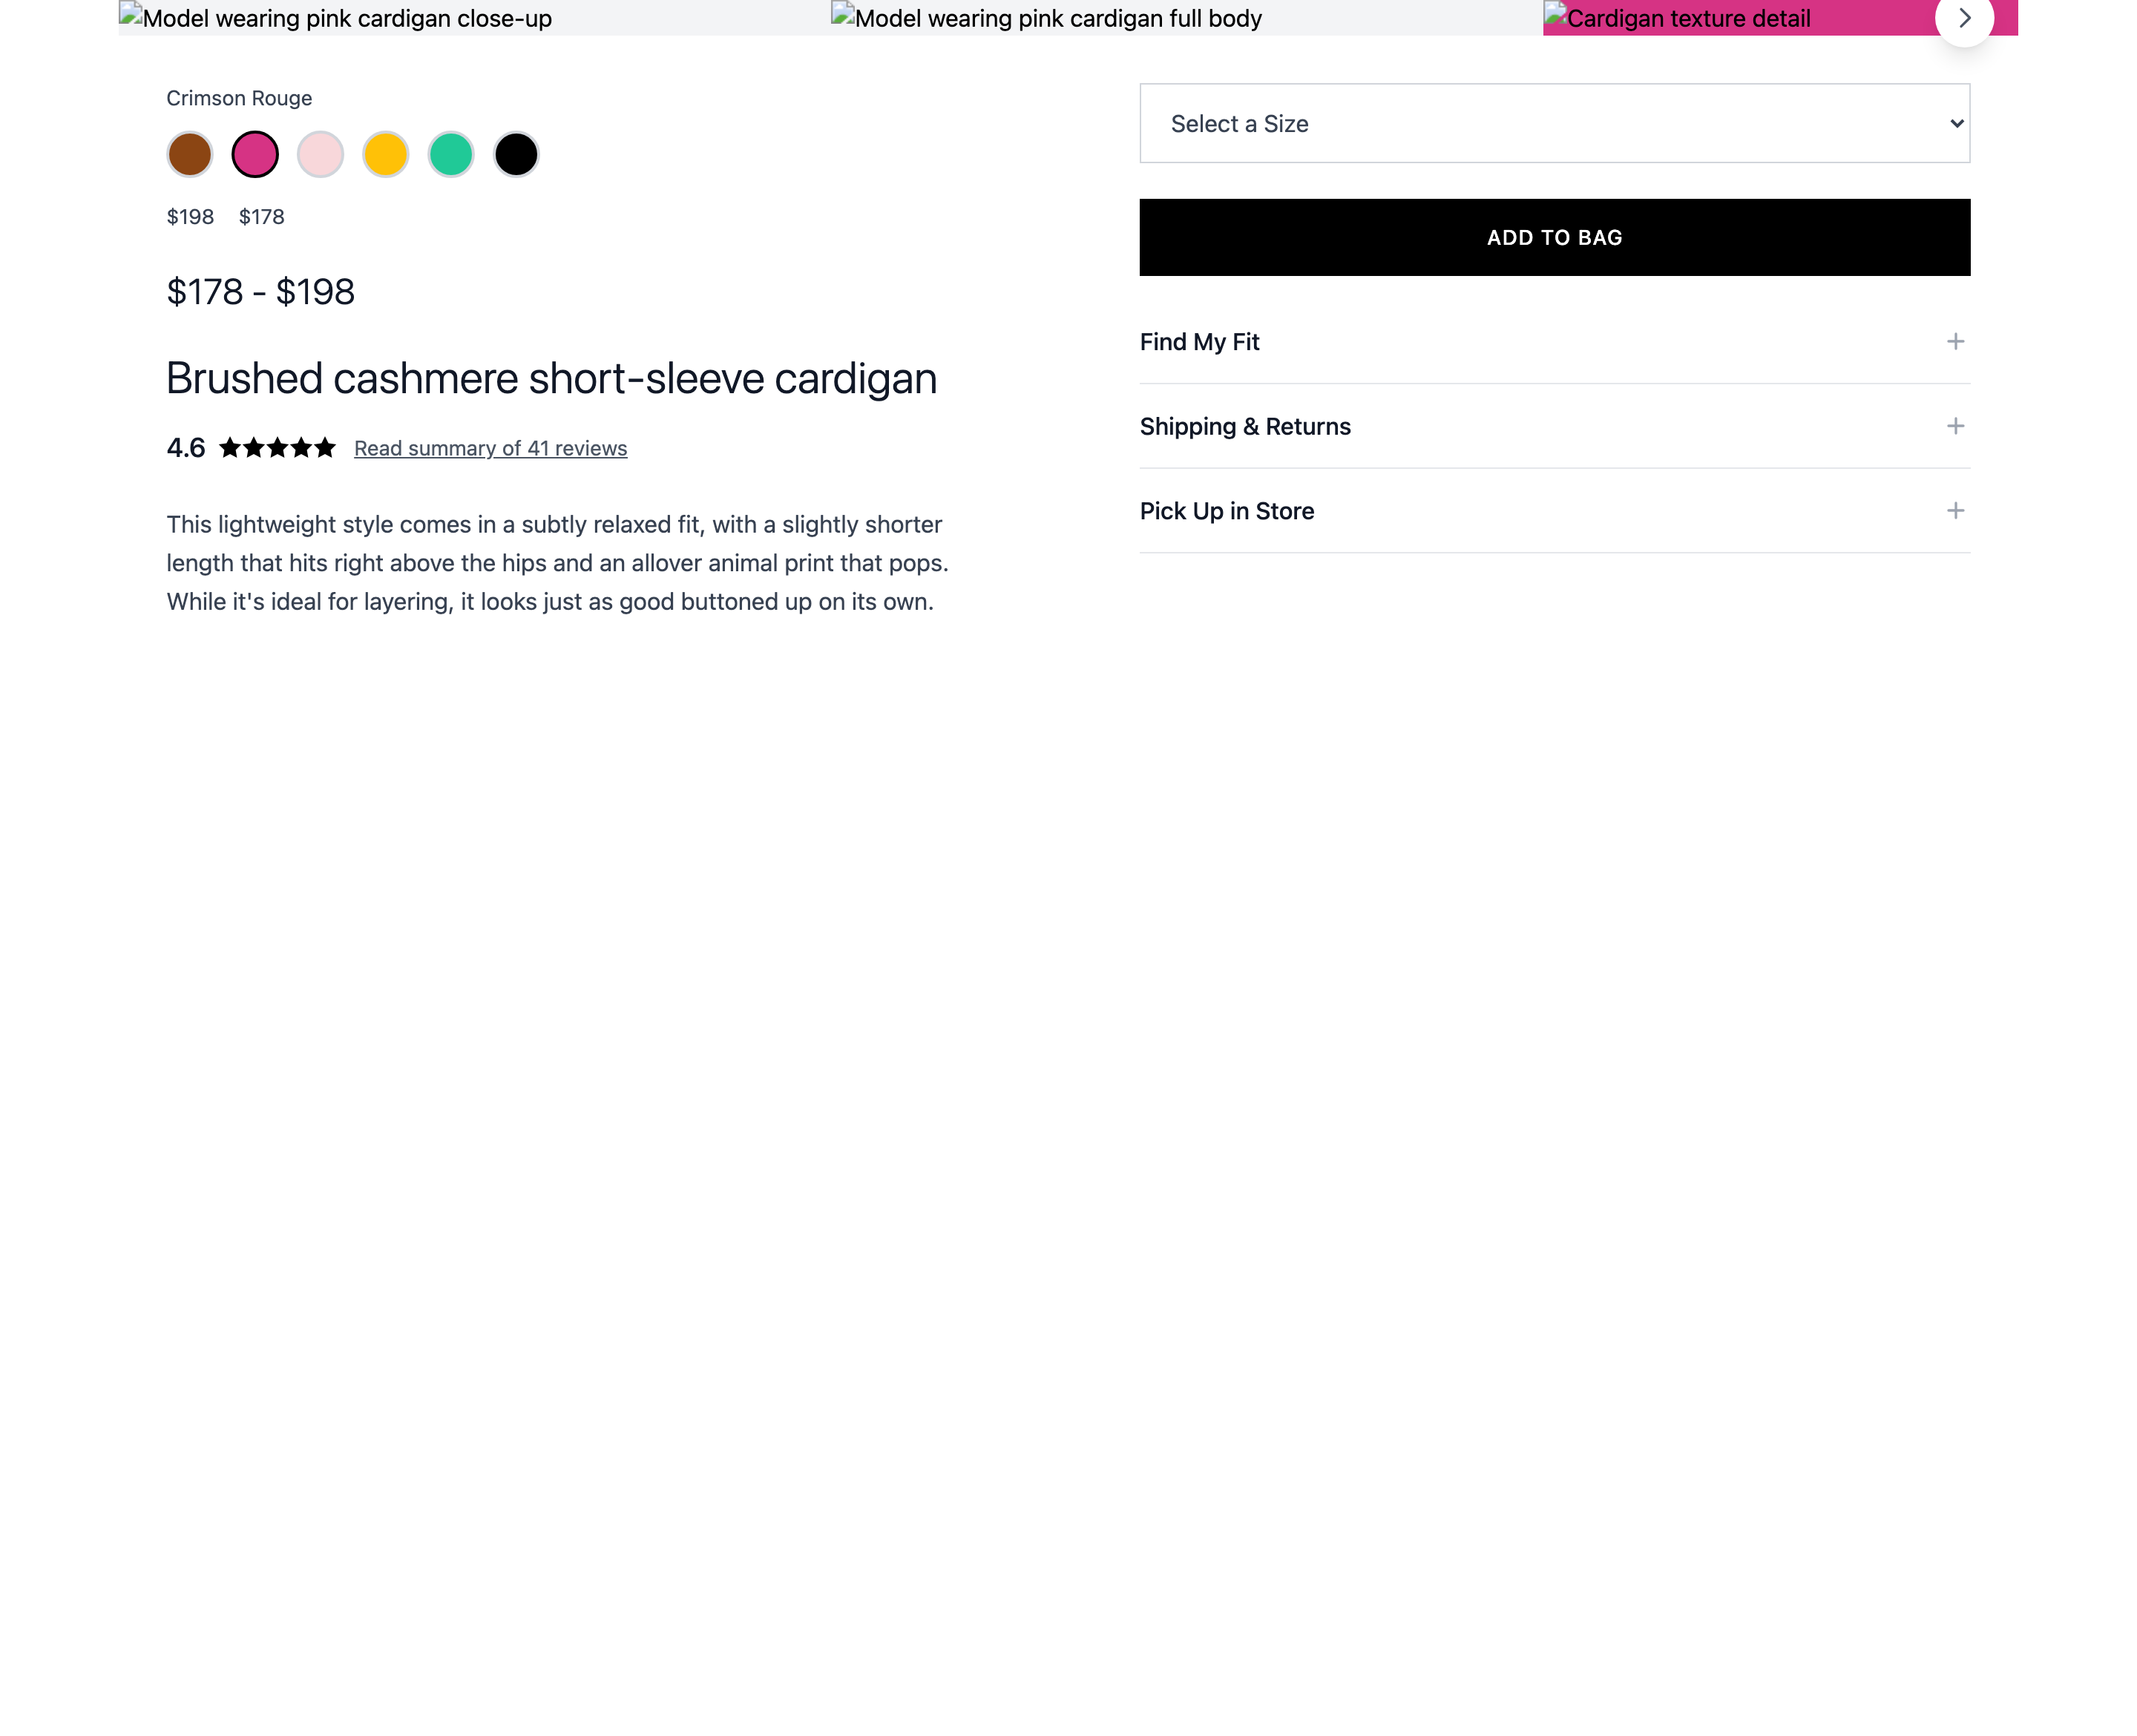 Model wearing pink cardigan close-up
Model wearing pink cardigan full body
Cardigan texture detail
Crimson Rouge
$198 $178
$178 - $198
Brushed cashmere short-sleeve cardigan
4.6 Read summary of 41 reviews
This lightweight style comes in a subtly relaxed fit, with a slightly shorter
length that hits right above the hips and an allover animal print that pops.
While it's ideal for layering, it looks just as good buttoned up on its own.
Select a Size
ADD TO BAG
Find My Fit
Shipping & Returns
Pick Up in Store